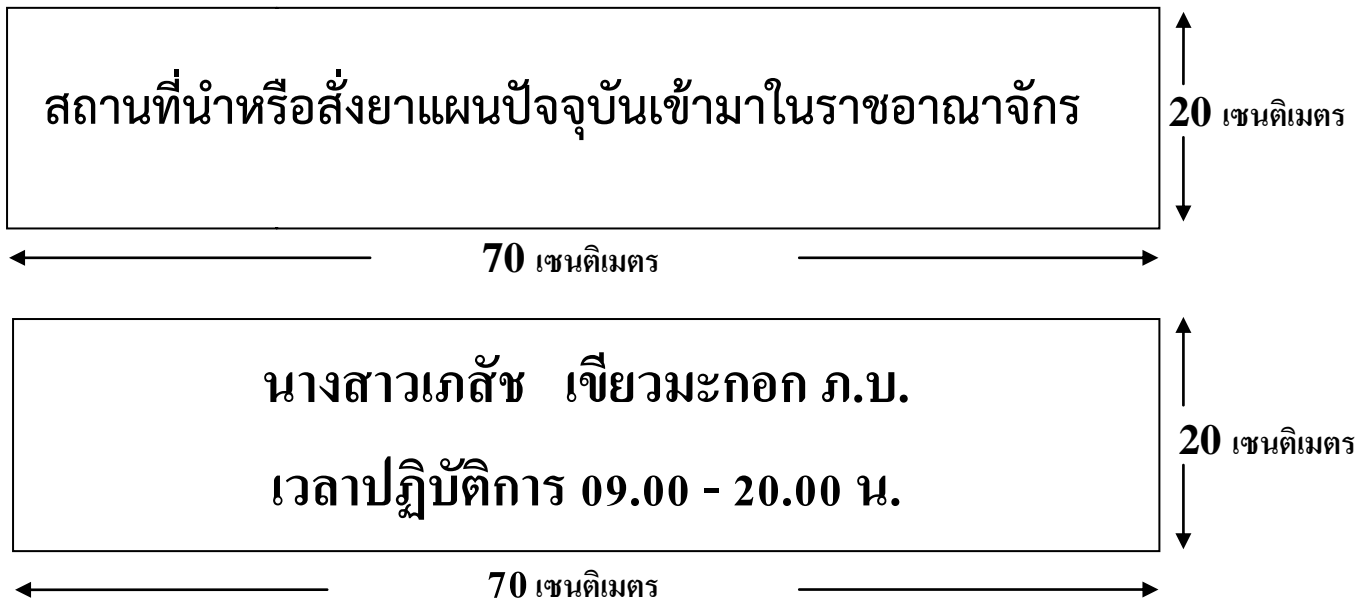 สถานที่นำหรือสั่งยาแผนปัจจุบันเข้ามาในราชอาณาจักร
20 เซนติเมตร
70 เซนติเมตร
นางสาวเภสัช เขียวมะกอก ภ.บ.
เวลาปฏิบัติการ 09.00 - 20.00 น.
20 เซนติเมตร
70 เซนติเมตร